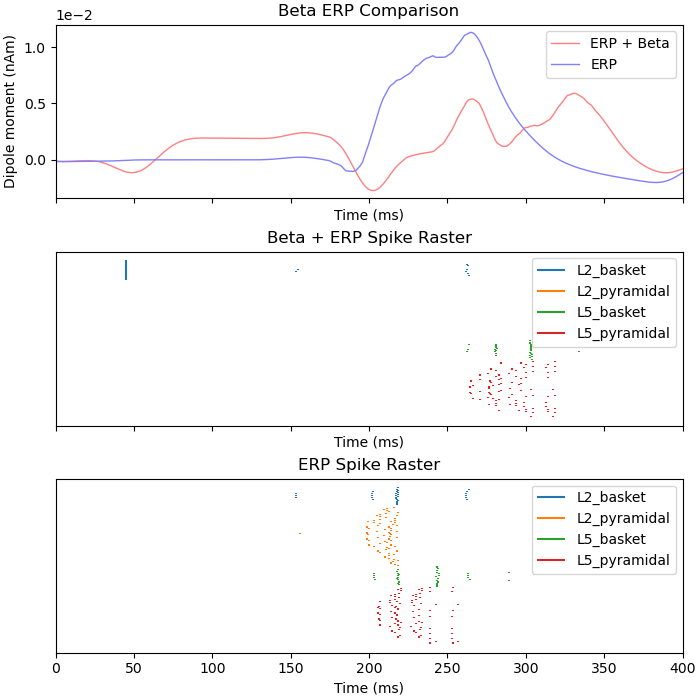 Beta ERP Comparison
1e−2
Dipole moment (nAm)
1.0
0.5
0.0
ERP + Beta
ERP
Time (ms)
Beta + ERP Spike Raster
L2_basket
L2_pyramidal
L5_basket
L5_pyramidal
Time (ms)
ERP Spike Raster
L2_basket
L2_pyramidal
L5_basket
L5_pyramidal
0 50 100 150 200 250 300 350 400
Time (ms)